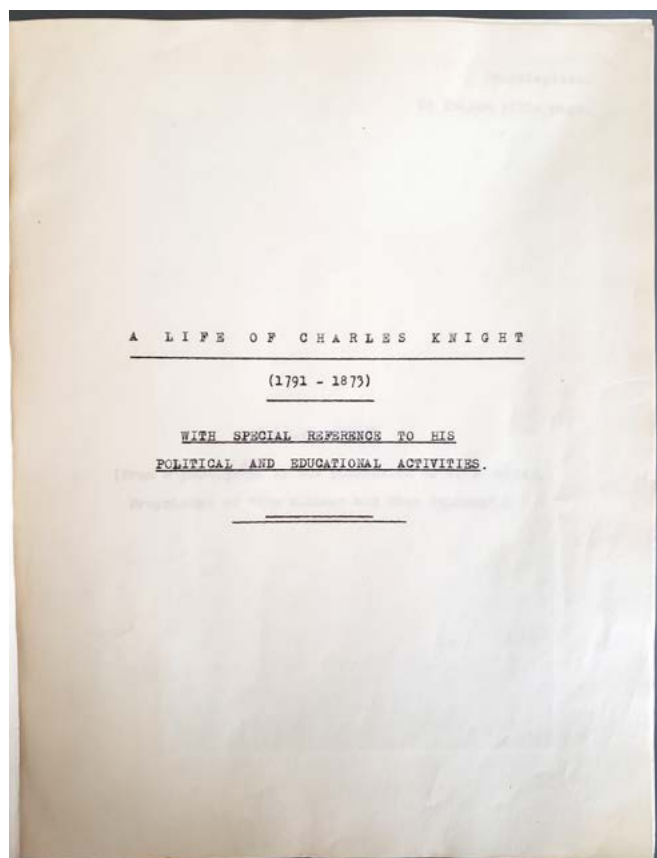 A LIFE OF CHARLES KNIGHT
(1791 - 1873)
WITH SPECIAL REFERENCE TO HIS
POLITICAL AND EDUCATIONAL ACTIVITIES.